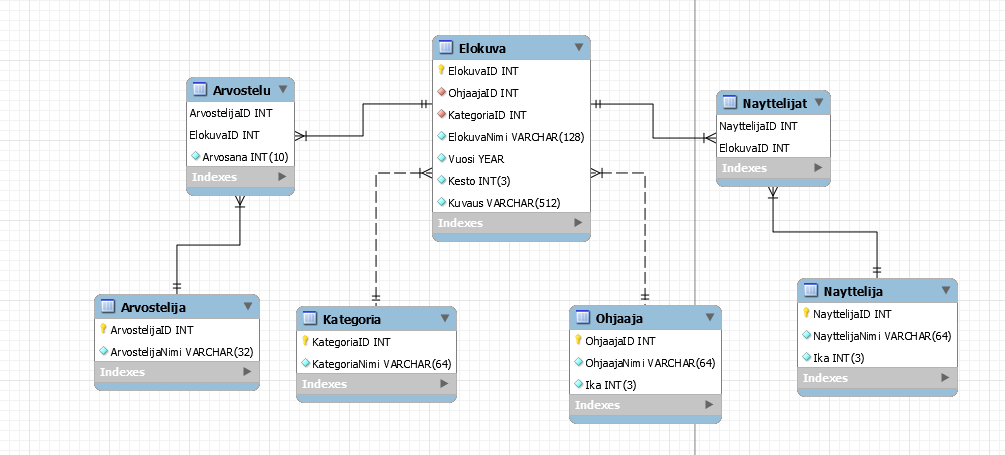 Elokuva
ElokuvaID INT
OhjaajaID INT
KategoriaID INT
ElokuvaNimi VARCHAR(128)
Vuosi YEAR
Kesto INT(3)
Kuvaus VARCHAR(512)
Indexes
Arvostelu
ArvostelijaID INT
ElokuvaID INT
Arvosana INT(10)
Indexes
Nayttelijat
NayttelijaID INT
ElokuvaID INT
Indexes
Arvostelija
ArvostelijaID INT
ArvostelijaNimi VARCHAR(32)
Indexes
Kategoria
KategoriaID INT
KategoriaNimi VARCHAR(64)
Indexes
Ohjaaja
OhjaajaID INT
OhjaajaNimi VARCHAR(64)
Ika INT(3)
Indexes
Nayttelija
NayttelijaID INT
NayttelijaNimi VARCHAR(64)
Ika INT(3)
Indexes